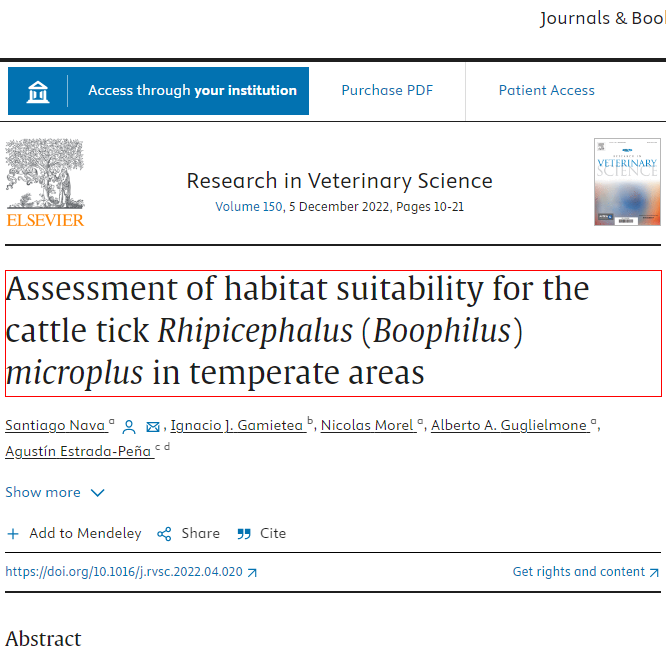 Journals & Boo
Access through your institution
Purchase PDF
Patient Access
ELSEVIER
Research in Veterinary Science
Volume 150, 5 December 2022, Pages 10-21
VETERINARY
SCIENCE
Assessment of habitat suitability for the
cattle tick Rhipicephalus (Boophilus)
microplus in temperate areas
Santiago Nava a, Ignacio J. Gamietea b, Nicolas Morel a, Alberto A. Guglielmone a,
Agustín Estrada-Peña c d
Show more
Add to Mendeley Share Cite
https://doi.org/10.1016/j.rvsc.2022.04.020
Get rights and content
Abstract